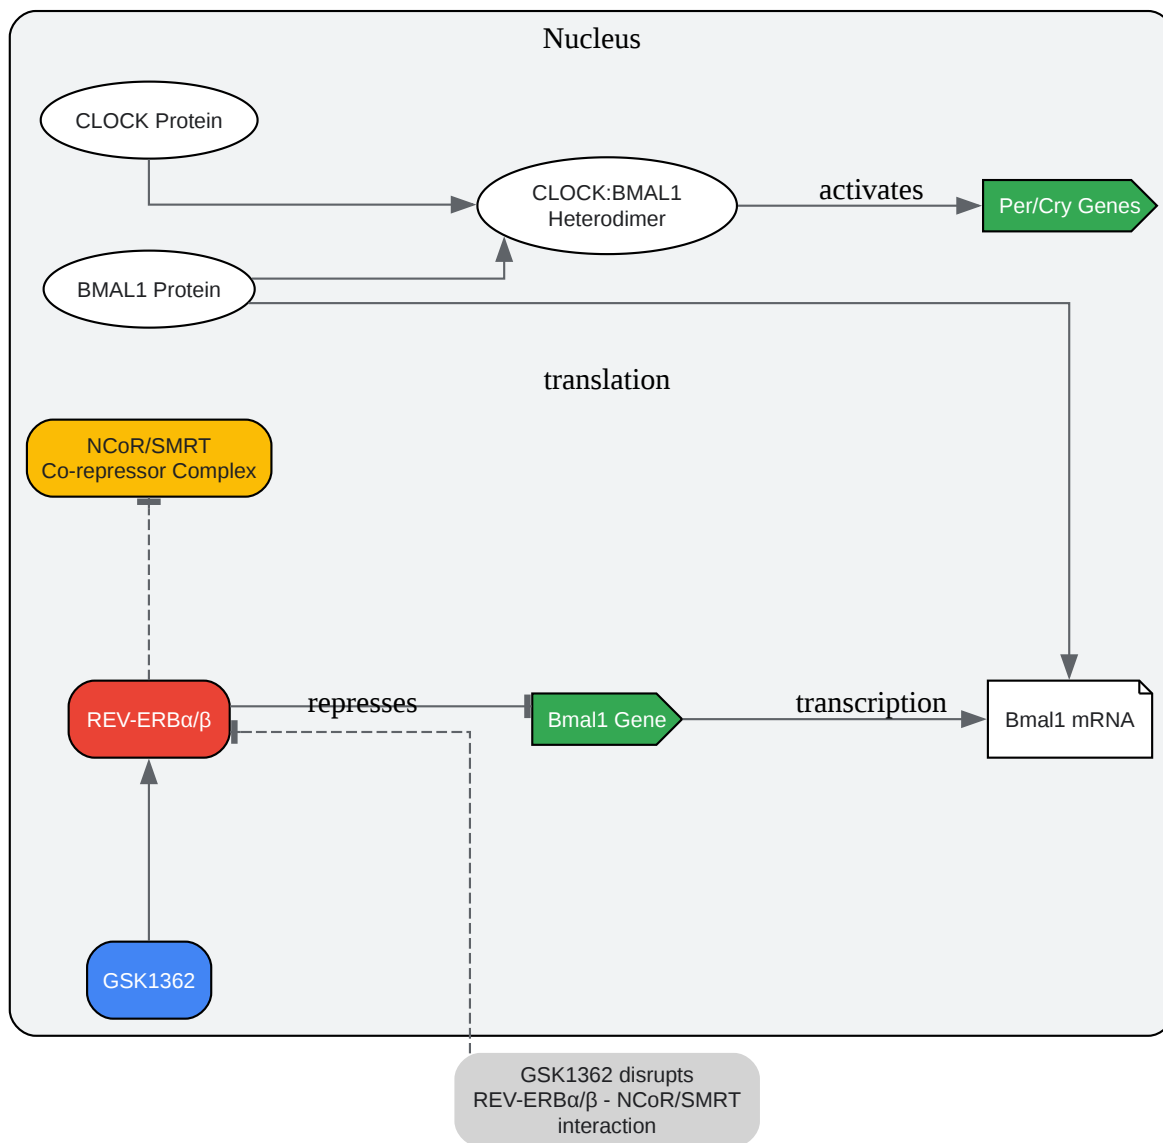 Nucleus
CLOCK Protein
CLOCK:BMAL1
Heterodimer
activates
Per/Cry Genes
BMAL1 Protein
translation
NCoR/SMRT
Co-repressor Complex
REV-ERBα/β
represses
Bmal1 Gene
transcription
Bmal1 mRNA
GSK1362
GSK1362 disrupts
REV-ERBα/β - NCoR/SMRT
interaction